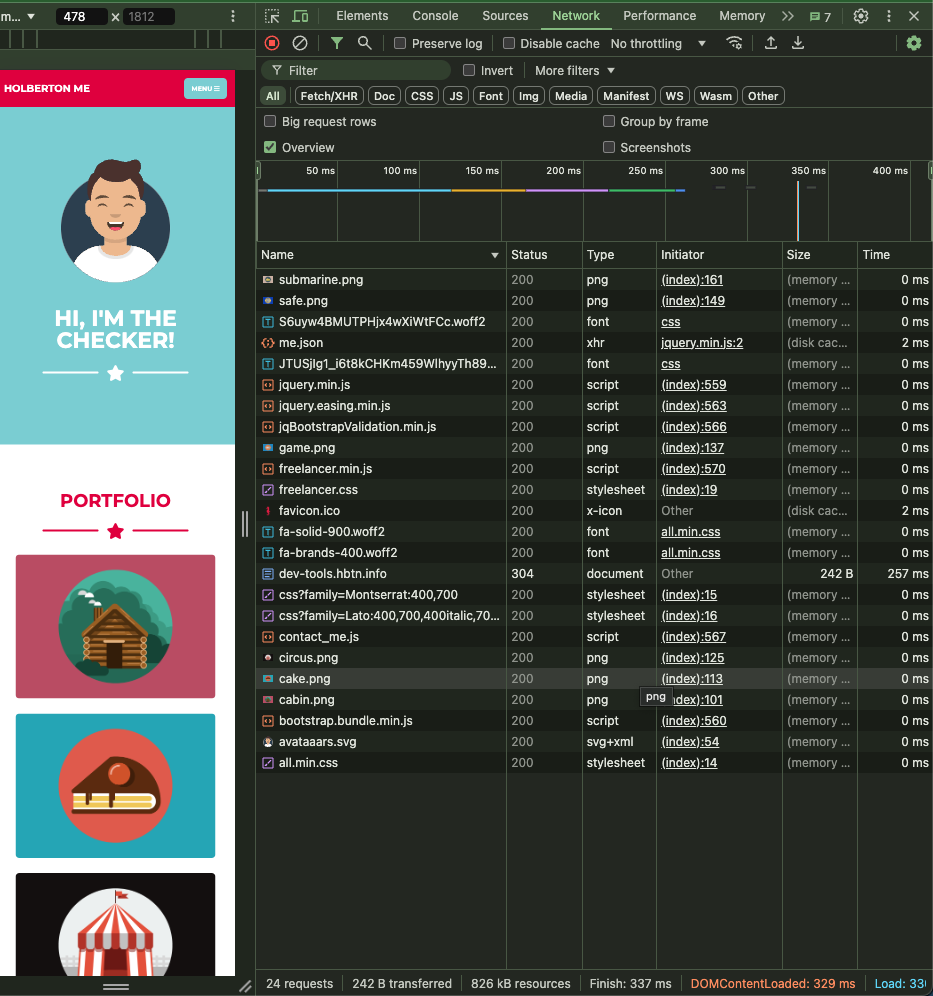 m... 478 x 1812
Elements Console Sources Network Performance Memory 7
Preserve log Disable cache No throttling
Filter Invert More filters
All Fetch/XHR Doc CSS JS Font Img Media Manifest WS Wasm Other
Big request rows Group by frame
Overview Screenshots
50 ms 100 ms 150 ms 200 ms 250 ms 300 ms 350 ms 400 ms
Name Status Type Initiator Size Time
submarine.png 200 png (index):161 (memory ... 0 ms
safe.png 200 png (index):149 (memory ... 0 ms
S6uyw4BMUTPHjx4wXiWtFCc.woff2 200 font css (memory ... 0 ms
me.json 200 xhr jquery.min.js:2 (disk cac... 2 ms
JTUSjIg1_i6t8kCHKm459WlhyyTh89... 200 font css (memory ... 0 ms
jquery.min.js 200 script (index):559 (memory ... 0 ms
jquery.easing.min.js 200 script (index):563 (memory ... 0 ms
jqBootstrapValidation.min.js 200 script (index):566 (memory ... 0 ms
game.png 200 png (index):137 (memory ... 0 ms
freelancer.min.js 200 script (index):570 (memory ... 0 ms
freelancer.css 200 stylesheet (index):19 (memory ... 0 ms
favicon.ico 200 x-icon Other (disk cac... 2 ms
fa-solid-900.woff2 200 font all.min.css (memory ... 0 ms
fa-brands-400.woff2 200 font all.min.css (memory ... 0 ms
dev-tools.hbtn.info 304 document Other 242 B 257 ms
css?family=Montserrat:400,700 200 stylesheet (index):15 (memory ... 0 ms
css?family=Lato:400,700,400italic,70... 200 stylesheet (index):16 (memory ... 0 ms
contact_me.js 200 script (index):567 (memory ... 0 ms
circus.png 200 png (index):125 (memory ... 0 ms
cake.png 200 png (index):113 (memory ... 0 ms
png
cabin.png 200 png ndex):101 (memory ... 0 ms
bootstrap.bundle.min.js 200 script (index):560 (memory ... 0 ms
avataaars.svg 200 svg+xml (index):54 (memory ... 0 ms
all.min.css 200 stylesheet (index):14 (memory ... 0 ms
24 requests 242 B transferred 826 kB resources Finish: 337 ms DOMContentLoaded: 329 ms Load: 33
HOLBERTON ME MENU
HI, I'M THE
CHECKER!
PORTFOLIO